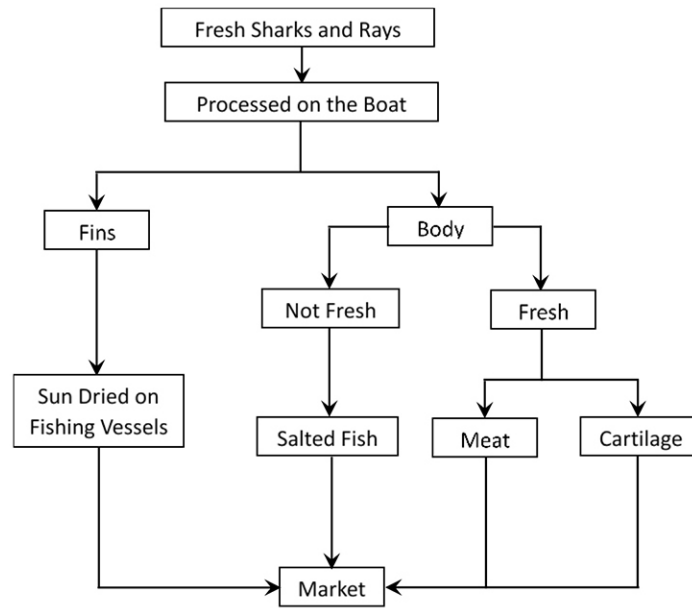 Fresh Sharks and Rays
Processed on the Boat
Fins
Body
Not Fresh
Fresh
Sun Dried on
Fishing Vessels
Salted Fish
Meat
Cartilage
Market